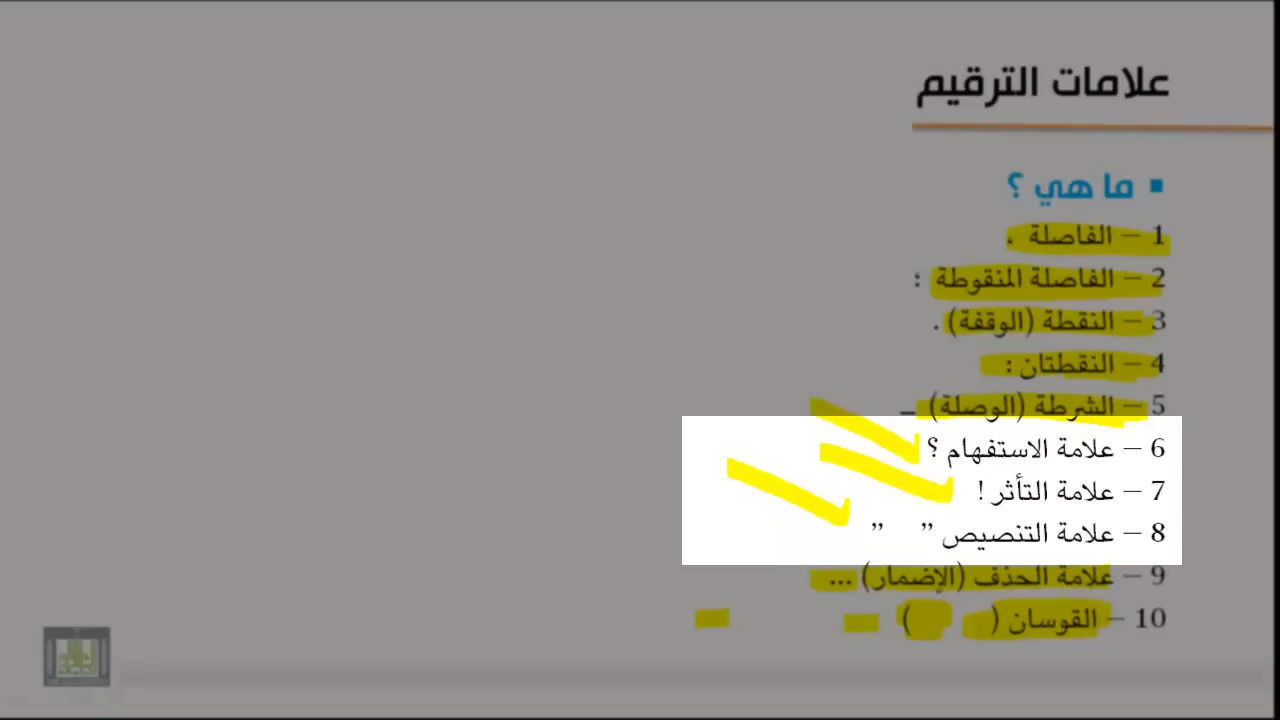 علامات الترقيم
▪ ما هي ؟
1 – الفاصلة ،
2 – الفاصلة المنقوطة ؛
3 – النقطة (الوقفة) .
4 – النقطتان :
5 – الشرطة (الوصلة) –
6 – علامة الاستفهام ؟
7 – علامة التأثر !
8 – علامة التنصيص ” ”
9 – علامة الحذف (الإضمار) ...
10 – القوسان ( )